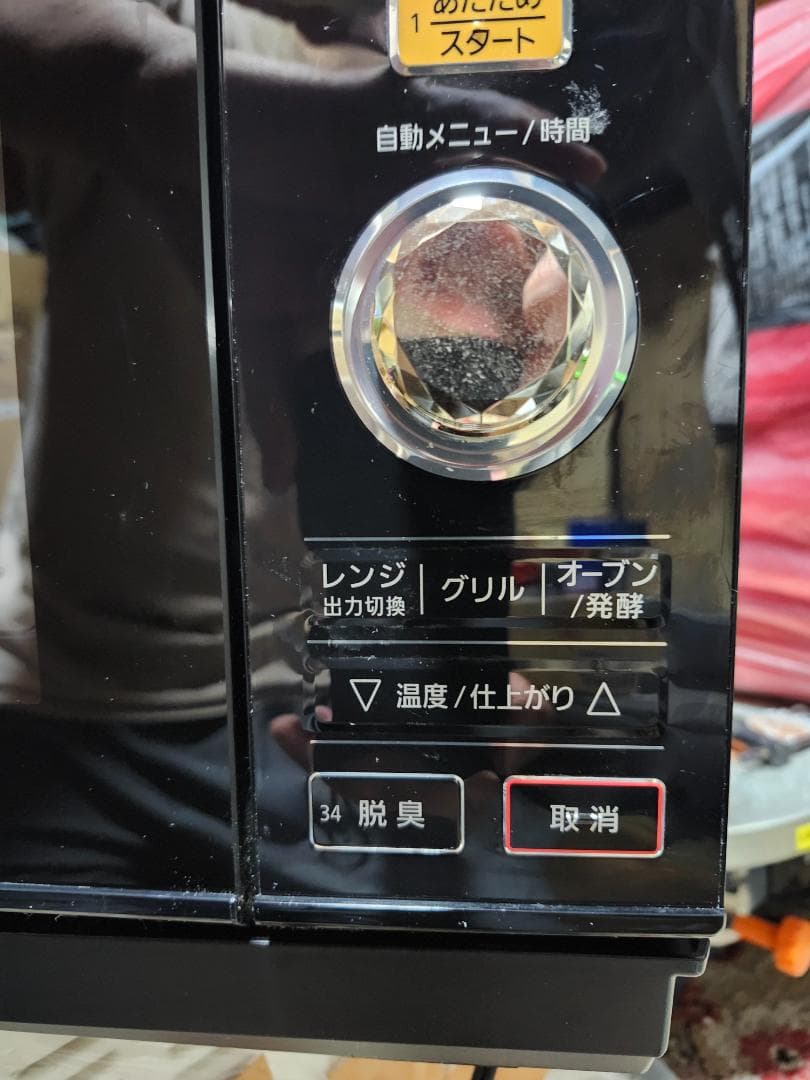 1 あたため
スタート
自動メニュー/時間
レンジ
出力切換
グリル
オーブン
/発酵
▽ 温度/仕上がり △
34 脱臭
取消